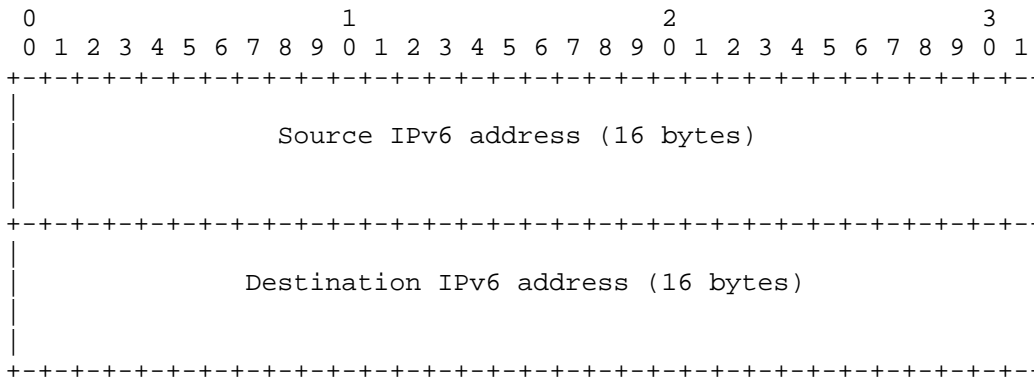 0                   1                   2                   3
0 1 2 3 4 5 6 7 8 9 0 1 2 3 4 5 6 7 8 9 0 1 2 3 4 5 6 7 8 9 0 1
+-+-+-+-+-+-+-+-+-+-+-+-+-+-+-+-+-+-+-+-+-+-+-+-+-+-+-+-+-+-+-+-
|
| Source IPv6 address (16 bytes)
|
|
+-+-+-+-+-+-+-+-+-+-+-+-+-+-+-+-+-+-+-+-+-+-+-+-+-+-+-+-+-+-+-+-
|
| Destination IPv6 address (16 bytes)
|
|
+-+-+-+-+-+-+-+-+-+-+-+-+-+-+-+-+-+-+-+-+-+-+-+-+-+-+-+-+-+-+-+-